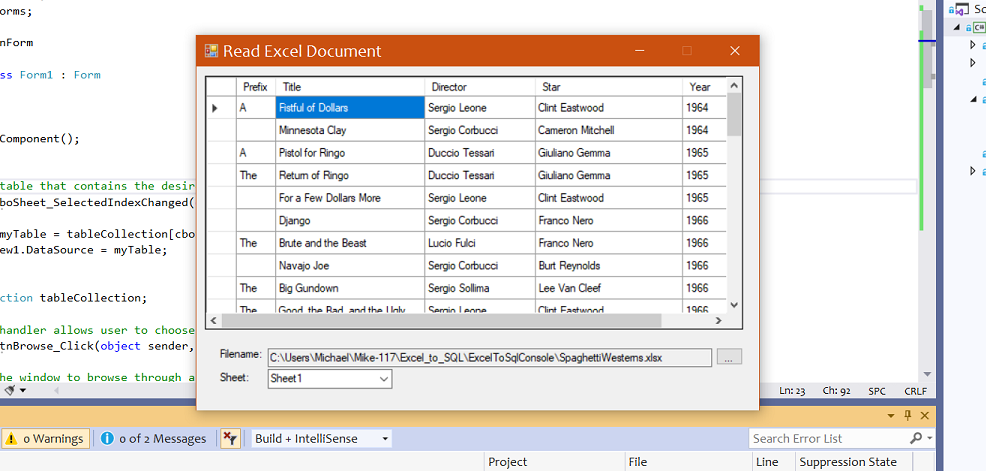 orms;
nForm
ss Form1 : Form
Component();
table that contains the desir
boSheet_SelectedIndexChanged(
myTable = tableCollection[cbo
ew1.DataSource = myTable;
ction tableCollection;
handler allows user to choose
tnBrowse_Click(object sender,
he window to browse through a
Read Excel Document
Prefix Title Director Star Year
A Fistful of Dollars Sergio Leone Clint Eastwood 1964
Minnesota Clay Sergio Corbucci Cameron Mitchell 1964
A Pistol for Ringo Duccio Tessari Giuliano Gemma 1965
The Return of Ringo Duccio Tessari Giuliano Gemma 1965
For a Few Dollars More Sergio Leone Clint Eastwood 1965
Django Sergio Corbucci Franco Nero 1966
The Brute and the Beast Lucio Fulci Franco Nero 1966
Navajo Joe Sergio Corbucci Burt Reynolds 1966
The Big Gundown Sergio Sollima Lee Van Cleef 1966
The Good, the Bad, and the Ugly Sergio Leone Clint Eastwood 1966
Filename: C:\Users\Michael\Mike-117\Excel_to_SQL\ExcelToSqlConsole\SpaghettiWesterns.xlsx ...
Sheet: Sheet1
Sc
C#
Ln: 23 Ch: 92 SPC CRLF
0 Warnings 0 of 2 Messages Build + IntelliSense Search Error List
Project File Line Suppression State